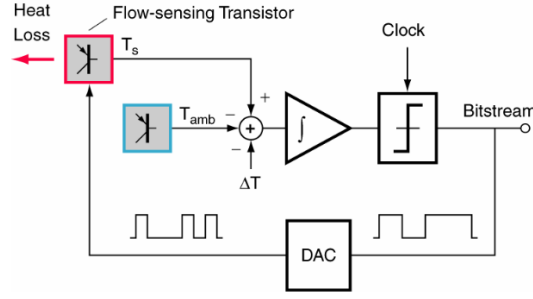 Heat
Loss
Flow-sensing Transistor
Ts
Tamb
+
−
+
−
ΔT
∫
Clock
Bitstream
DAC